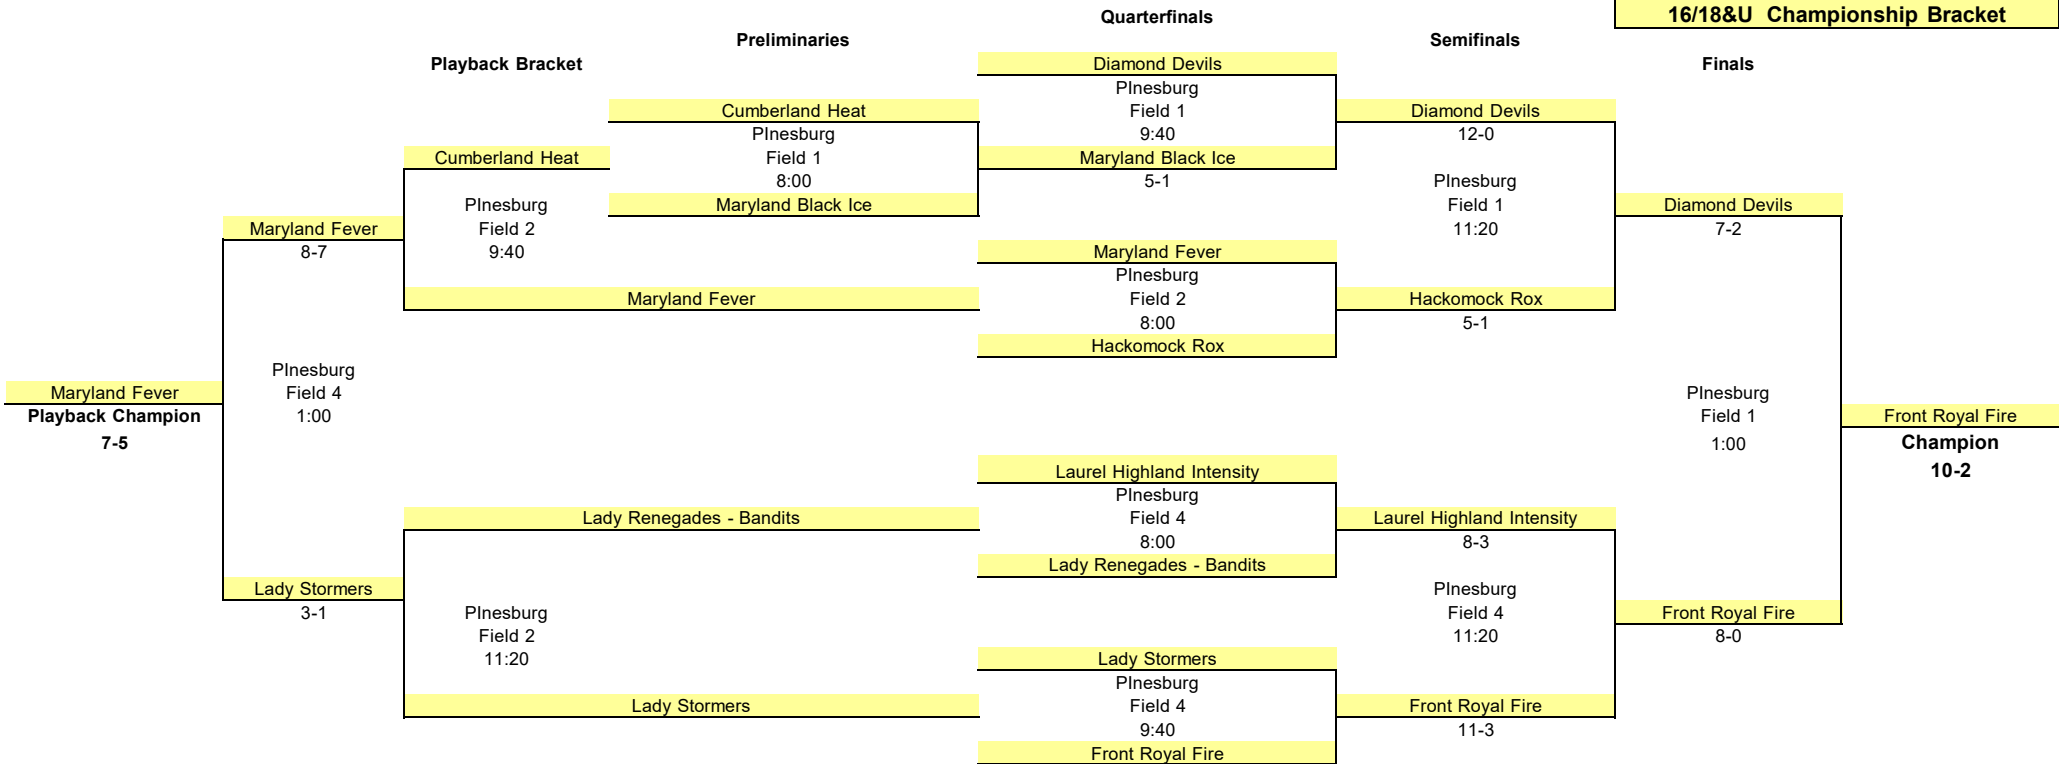 16/18&U Championship Bracket
Quarterfinals
Preliminaries
Semifinals
Playback Bracket
Diamond Devils
Finals
PInesburg
Cumberland Heat
Field 1
Diamond Devils
PInesburg
9:40
12-0
Cumberland Heat
Field 1
Maryland Black Ice
8:00
5-1
PInesburg
PInesburg
Maryland Black Ice
Field 1
Diamond Devils
Maryland Fever
Field 2
11:20
7-2
8-7
9:40
Maryland Fever
PInesburg
Maryland Fever
Field 2
Hackomock Rox
8:00
5-1
Hackomock Rox
PInesburg
Maryland Fever
Field 4
PInesburg
Playback Champion
1:00
Field 1
Front Royal Fire
7-5
1:00
Champion
Laurel Highland Intensity
10-2
PInesburg
Lady Renegades - Bandits
Field 4
Laurel Highland Intensity
8:00
8-3
Lady Renegades - Bandits
Lady Stormers
PInesburg
3-1
PInesburg
Field 4
Front Royal Fire
Field 2
11:20
8-0
11:20
Lady Stormers
PInesburg
Lady Stormers
Field 4
Front Royal Fire
9:40
11-3
Front Royal Fire